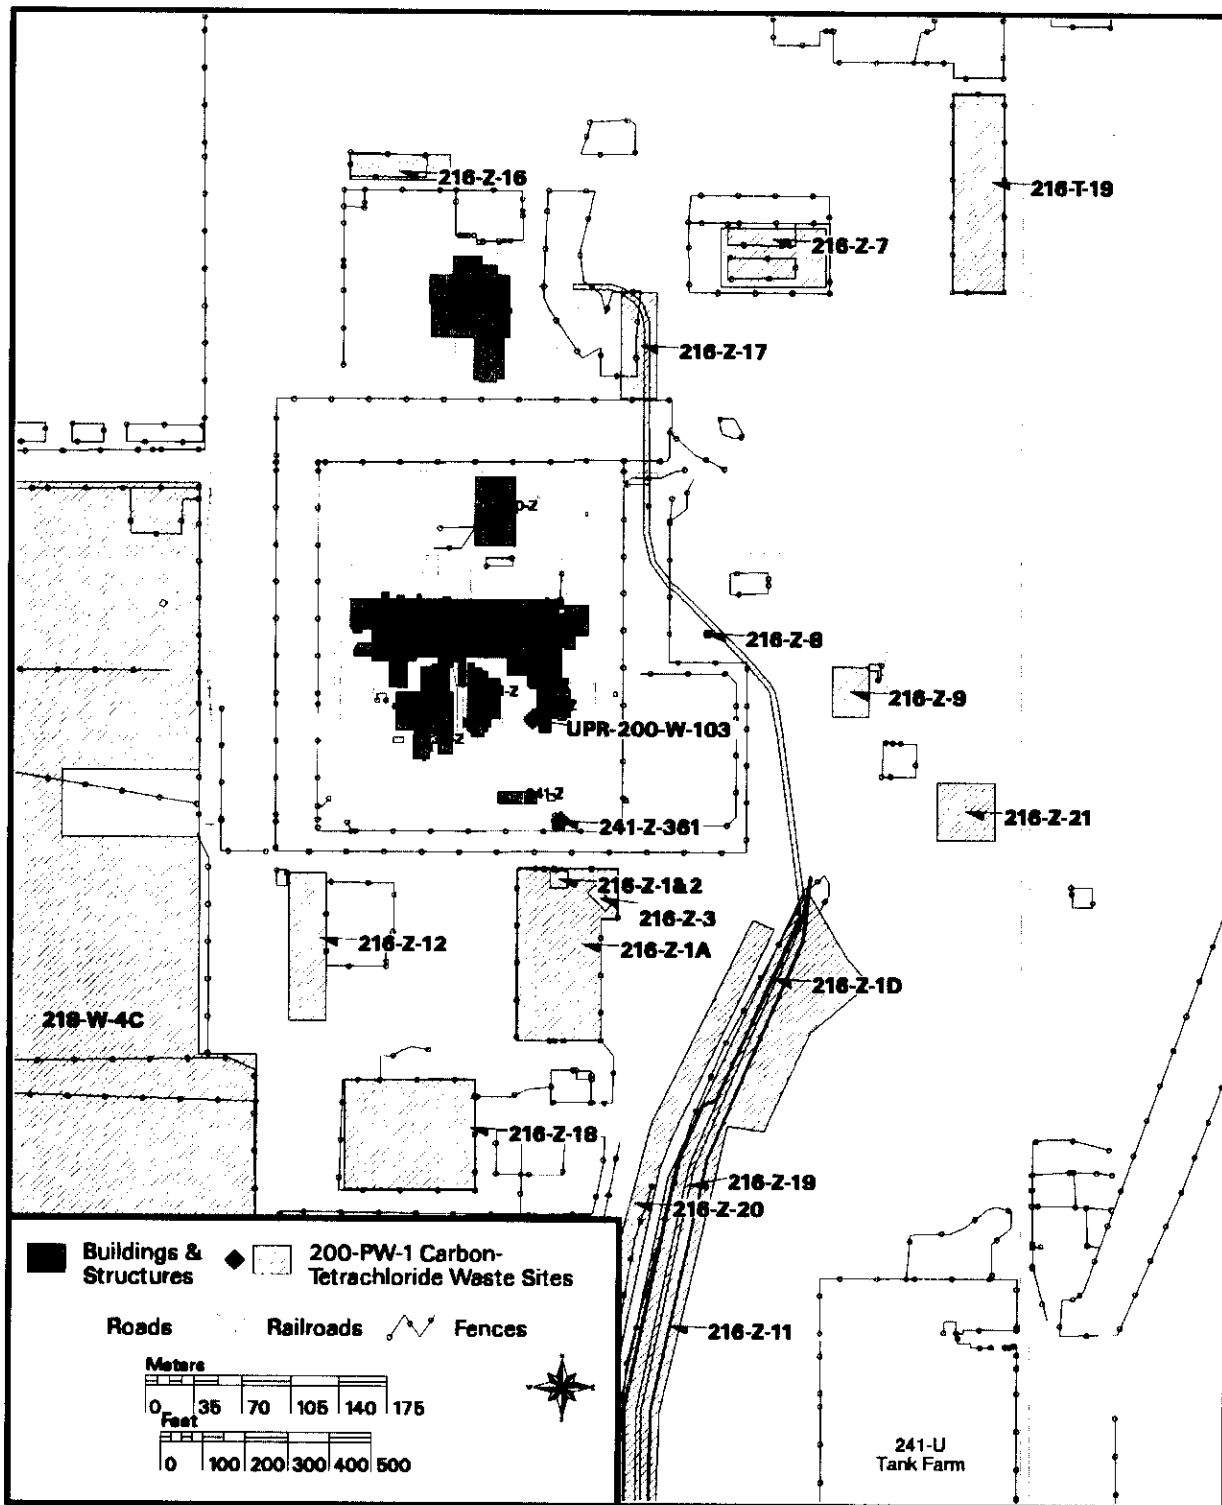 216-Z-16
216-T-19
216-Z-7
216-Z-17
216-Z-8
216-Z-9
UPR-200-W-103
241-Z
241-Z-361
216-Z-21
216-Z-1&2
216-Z-3
216-Z-12
216-Z-1A
216-Z-1D
218-W-4C
216-Z-18
216-Z-19
216-Z-20
216-Z-11
Buildings &
Structures
200-PW-1 Carbon-
Tetrachloride Waste Sites
Roads
Railroads
Fences
Meters
0 35 70 105 140 175
Feet
0 100 200 300 400 500
241-U
Tank Farm